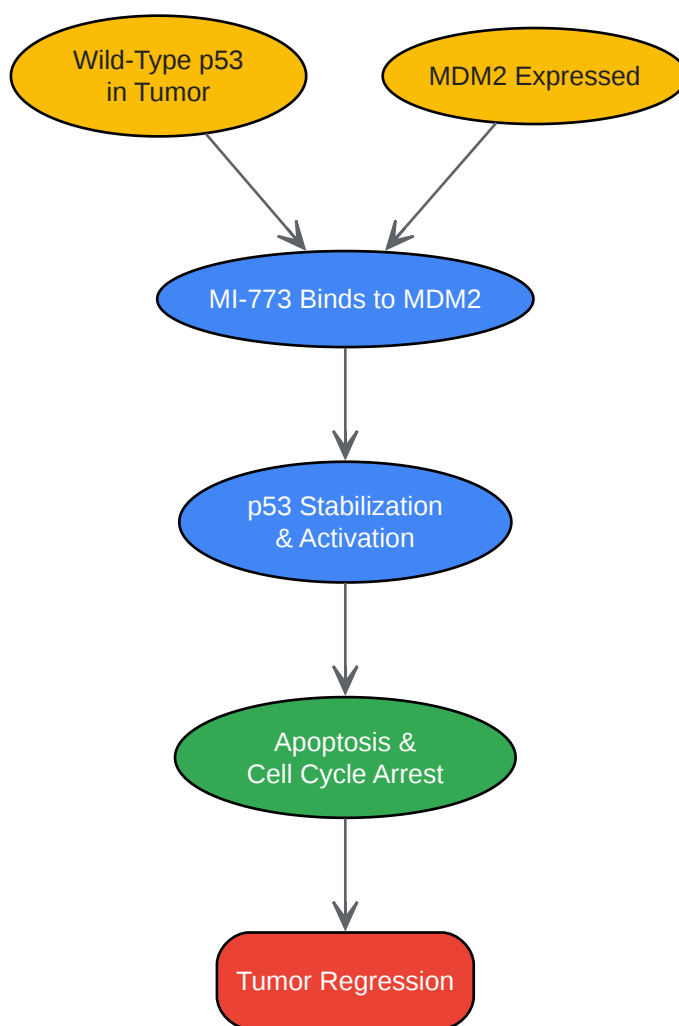 Wild-Type p53
in Tumor
MDM2 Expressed
MI-773 Binds to MDM2
p53 Stabilization
& Activation
Apoptosis &
Cell Cycle Arrest
Tumor Regression